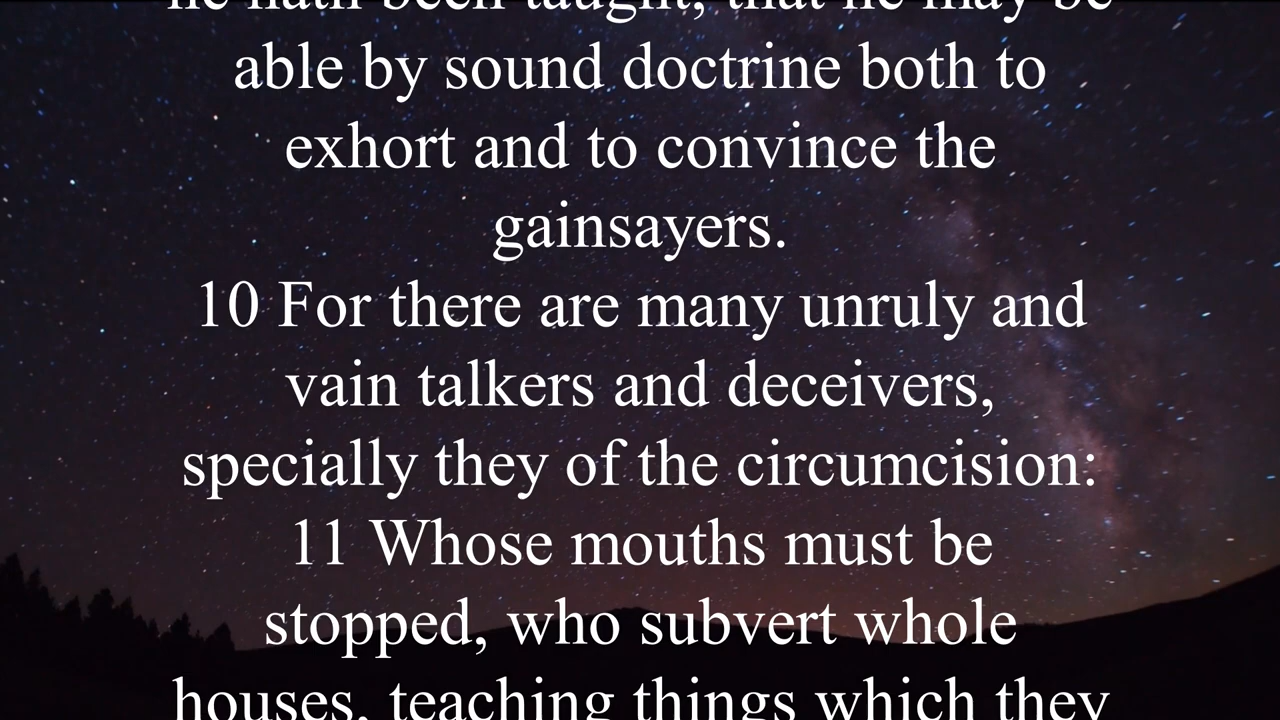 he hath been taught, that he may be
able by sound doctrine both to
exhort and to convince the
gainsayers.
10 For there are many unruly and
vain talkers and deceivers,
specially they of the circumcision:
11 Whose mouths must be
stopped, who subvert whole
houses, teaching things which they